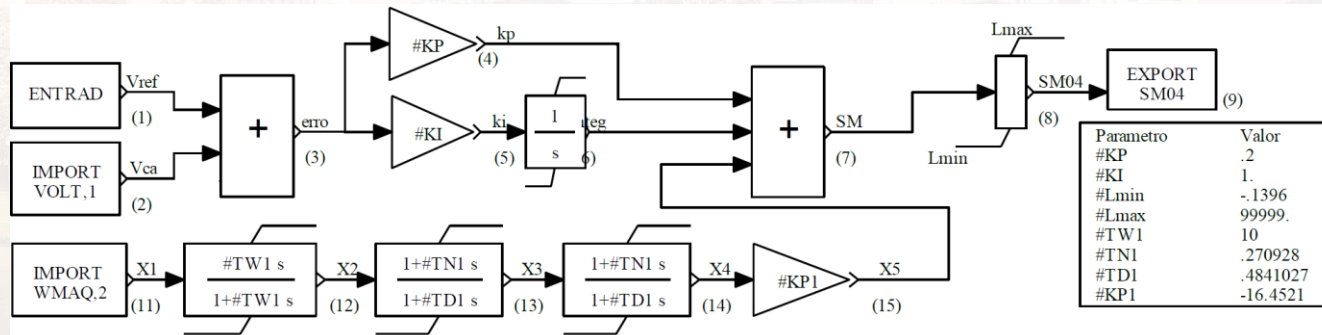 ENTRAD
Vref
(1)
IMPORT
VOLT,1
Vca
(2)
+
erro
(3)
#KP
kp
(4)
#KI
ki
(5)
1
s
6)
+
SM
(7)
Lmax
Lmin
SM04
(8)
EXPORT
SM04
(9)
IMPORT
WMAQ,2
X1
(11)
#TW1 s
1+#TW1 s
X2
(12)
1+#TN1 s
1+#TD1 s
X3
(13)
1+#TN1 s
1+#TD1 s
X4
(14)
#KP1
X5
(15)
Parametro Valor
#KP .2
#KI 1.
#Lmin -.1396
#Lmax 99999.
#TW1 10
#TN1 .270928
#TD1 .4841027
#KP1 -16.4521